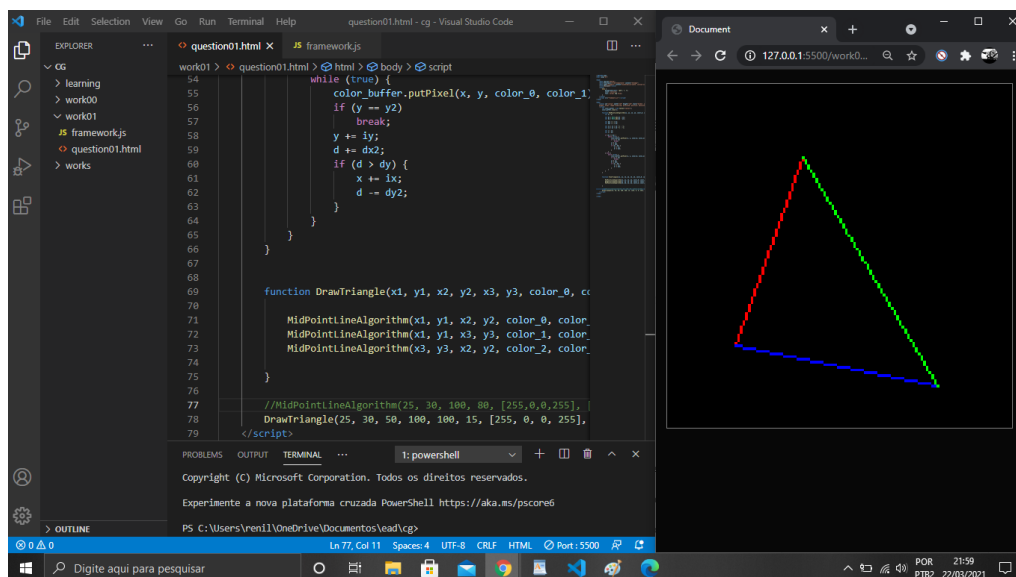 File Edit Selection View Go Run Terminal Help question01.html - cg - Visual Studio Code
EXPLORER ···
CG
learning
work00
work01
JS framework.js
<> question01.html
works
OUTLINE
<> question01.html JS framework.js
work01 > <> question01.html > html > body > script
54 while (true) {
55 color_buffer.putPixel(x, y, color_0, color_1
56 if (y == y2)
57 break;
58 y += iy;
59 d += dx2;
60 if (d > dy) {
61 x += ix;
62 d -= dy2;
63 }
64 }
65 }
66 }
67
68
69 function DrawTriangle(x1, y1, x2, y2, x3, y3, color_0, co
70
71 MidPointLineAlgorithm(x1, y1, x2, y2, color_0, color_
72 MidPointLineAlgorithm(x1, y1, x3, y3, color_1, color_
73 MidPointLineAlgorithm(x3, y3, x2, y2, color_2, color_
74
75 }
76
77 //MidPointLineAlgorithm(25, 30, 100, 80, [255,0,0,255], [
78 DrawTriangle(25, 30, 50, 100, 100, 15, [255, 0, 0, 255],
79 </script>
PROBLEMS OUTPUT TERMINAL ··· 1: powershell
Copyright (C) Microsoft Corporation. Todos os direitos reservados.
Experimente a nova plataforma cruzada PowerShell https://aka.ms/pscore6
PS C:\Users\renil\OneDrive\Documentos\ead\cg>
0 0 Ln 77, Col 11 Spaces: 4 UTF-8 CRLF HTML Port : 5500
Document
127.0.0.1:5500/work0...
Digite aqui para pesquisar
POR 21:59
PTB2 22/03/2021